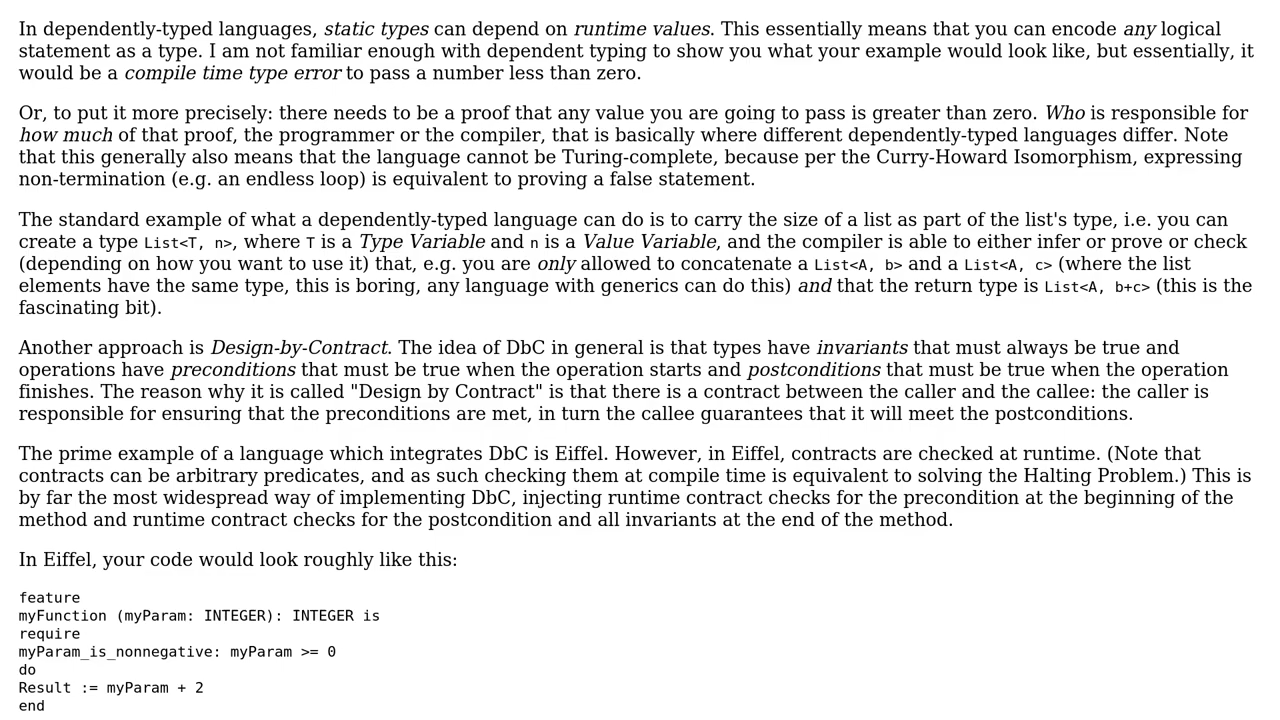 In dependently-typed languages, static types can depend on runtime values. This essentially means that you can encode any logical
statement as a type. I am not familiar enough with dependent typing to show you what your example would look like, but essentially, it
would be a compile time type error to pass a number less than zero.
Or, to put it more precisely: there needs to be a proof that any value you are going to pass is greater than zero. Who is responsible for
how much of that proof, the programmer or the compiler, that is basically where different dependently-typed languages differ. Note
that this generally also means that the language cannot be Turing-complete, because per the Curry-Howard Isomorphism, expressing
non-termination (e.g. an endless loop) is equivalent to proving a false statement.
The standard example of what a dependently-typed language can do is to carry the size of a list as part of the list's type, i.e. you can
create a type List<T, n>, where T is a Type Variable and n is a Value Variable, and the compiler is able to either infer or prove or check
(depending on how you want to use it) that, e.g. you are only allowed to concatenate a List<A, b> and a List<A, c> (where the list
elements have the same type, this is boring, any language with generics can do this) and that the return type is List<A, b+c> (this is the
fascinating bit).
Another approach is Design-by-Contract. The idea of DbC in general is that types have invariants that must always be true and
operations have preconditions that must be true when the operation starts and postconditions that must be true when the operation
finishes. The reason why it is called "Design by Contract" is that there is a contract between the caller and the callee: the caller is
responsible for ensuring that the preconditions are met, in turn the callee guarantees that it will meet the postconditions.
The prime example of a language which integrates DbC is Eiffel. However, in Eiffel, contracts are checked at runtime. (Note that
contracts can be arbitrary predicates, and as such checking them at compile time is equivalent to solving the Halting Problem.) This is
by far the most widespread way of implementing DbC, injecting runtime contract checks for the precondition at the beginning of the
method and runtime contract checks for the postcondition and all invariants at the end of the method.
In Eiffel, your code would look roughly like this:
feature
myFunction (myParam: INTEGER): INTEGER is
require
myParam_is_nonnegative: myParam >= 0
do
Result := myParam + 2
end